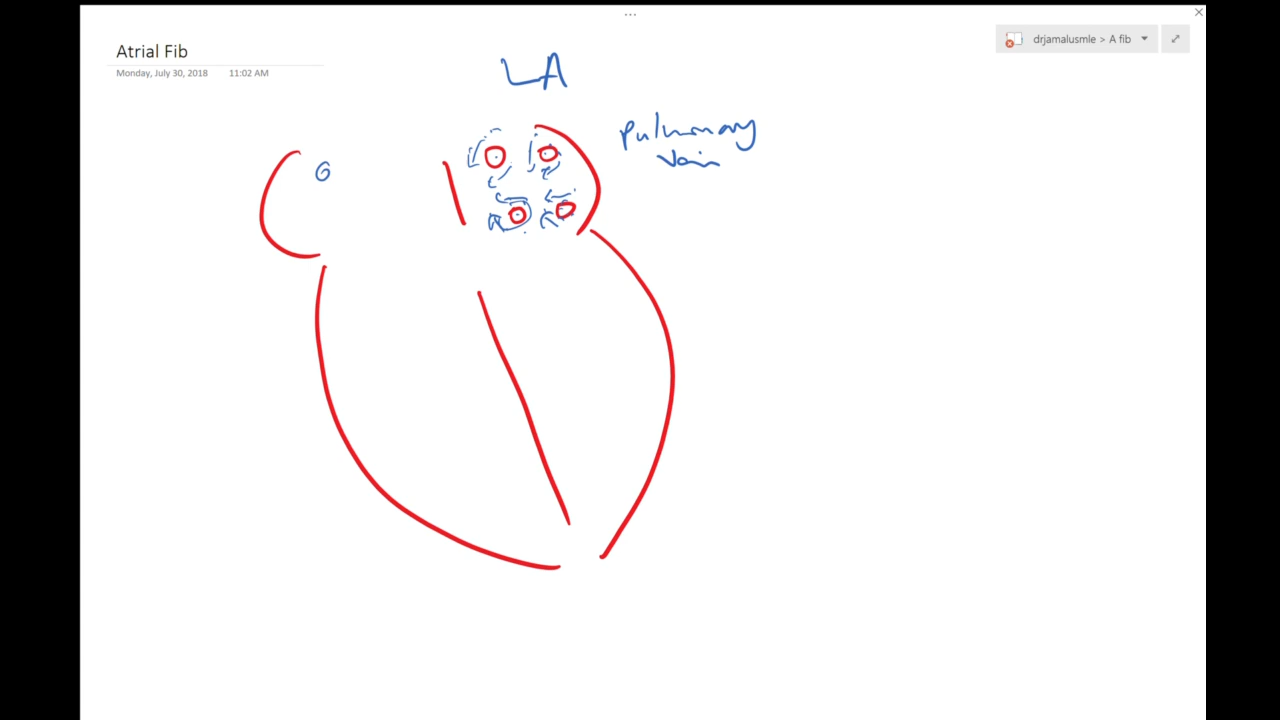 Atrial Fib
Monday, July 30, 2018 11:02 AM
drjamalusmle > A fib
LA
Pulmonary
Vein